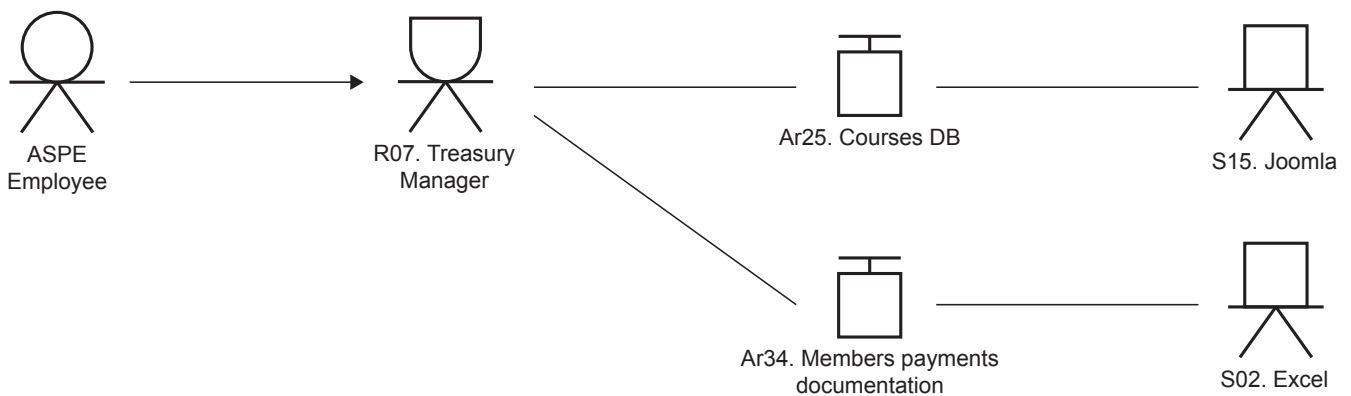 ASPE
Employee
R07. Treasury
Manager
Ar25. Courses DB
S15. Joomla
Ar34. Members payments
documentation
S02. Excel